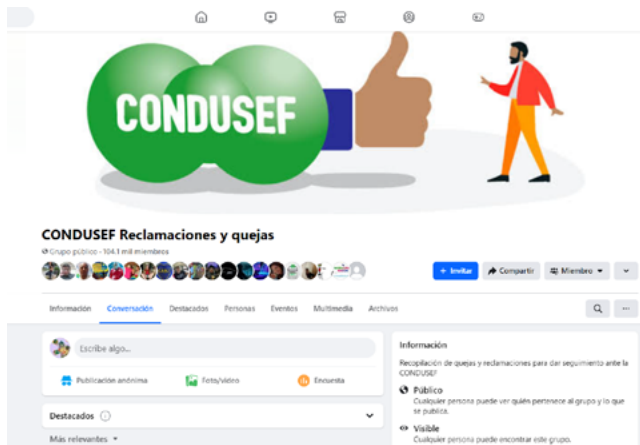 CONDUSEF
CONDUSEF Reclamaciones y quejas
Grupo público · 104.1 mil miembros
+ Invitar
Compartir
Miembro
Información
Conversación
Destacados
Personas
Eventos
Multimedia
Archivos
Escribe algo...
Publicación anónima
Foto/video
Encuesta
Destacados
Más relevantes
Información
Recopilación de quejas y reclamaciones para dar seguimiento ante la
CONDUSEF
Público
Cualquier persona puede ver quién pertenece al grupo y lo que
se publica.
Visible
Cualquier persona puede encontrar este grupo.